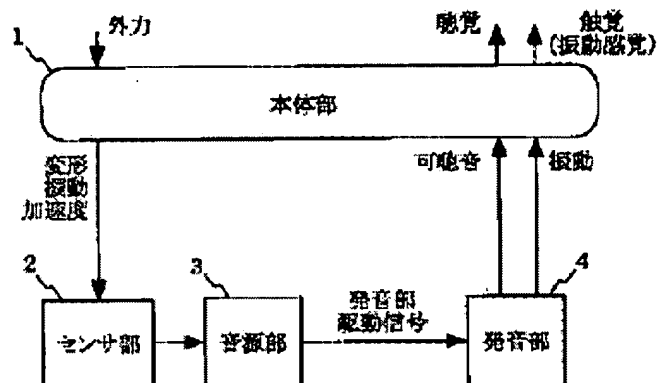 1
外力
聴覚
触覚
(振動感覚)
本体部
変形
振動
加速度
可聴音
振動
2
3
4
センサ部
音源部
発音部
駆動信号
発音部